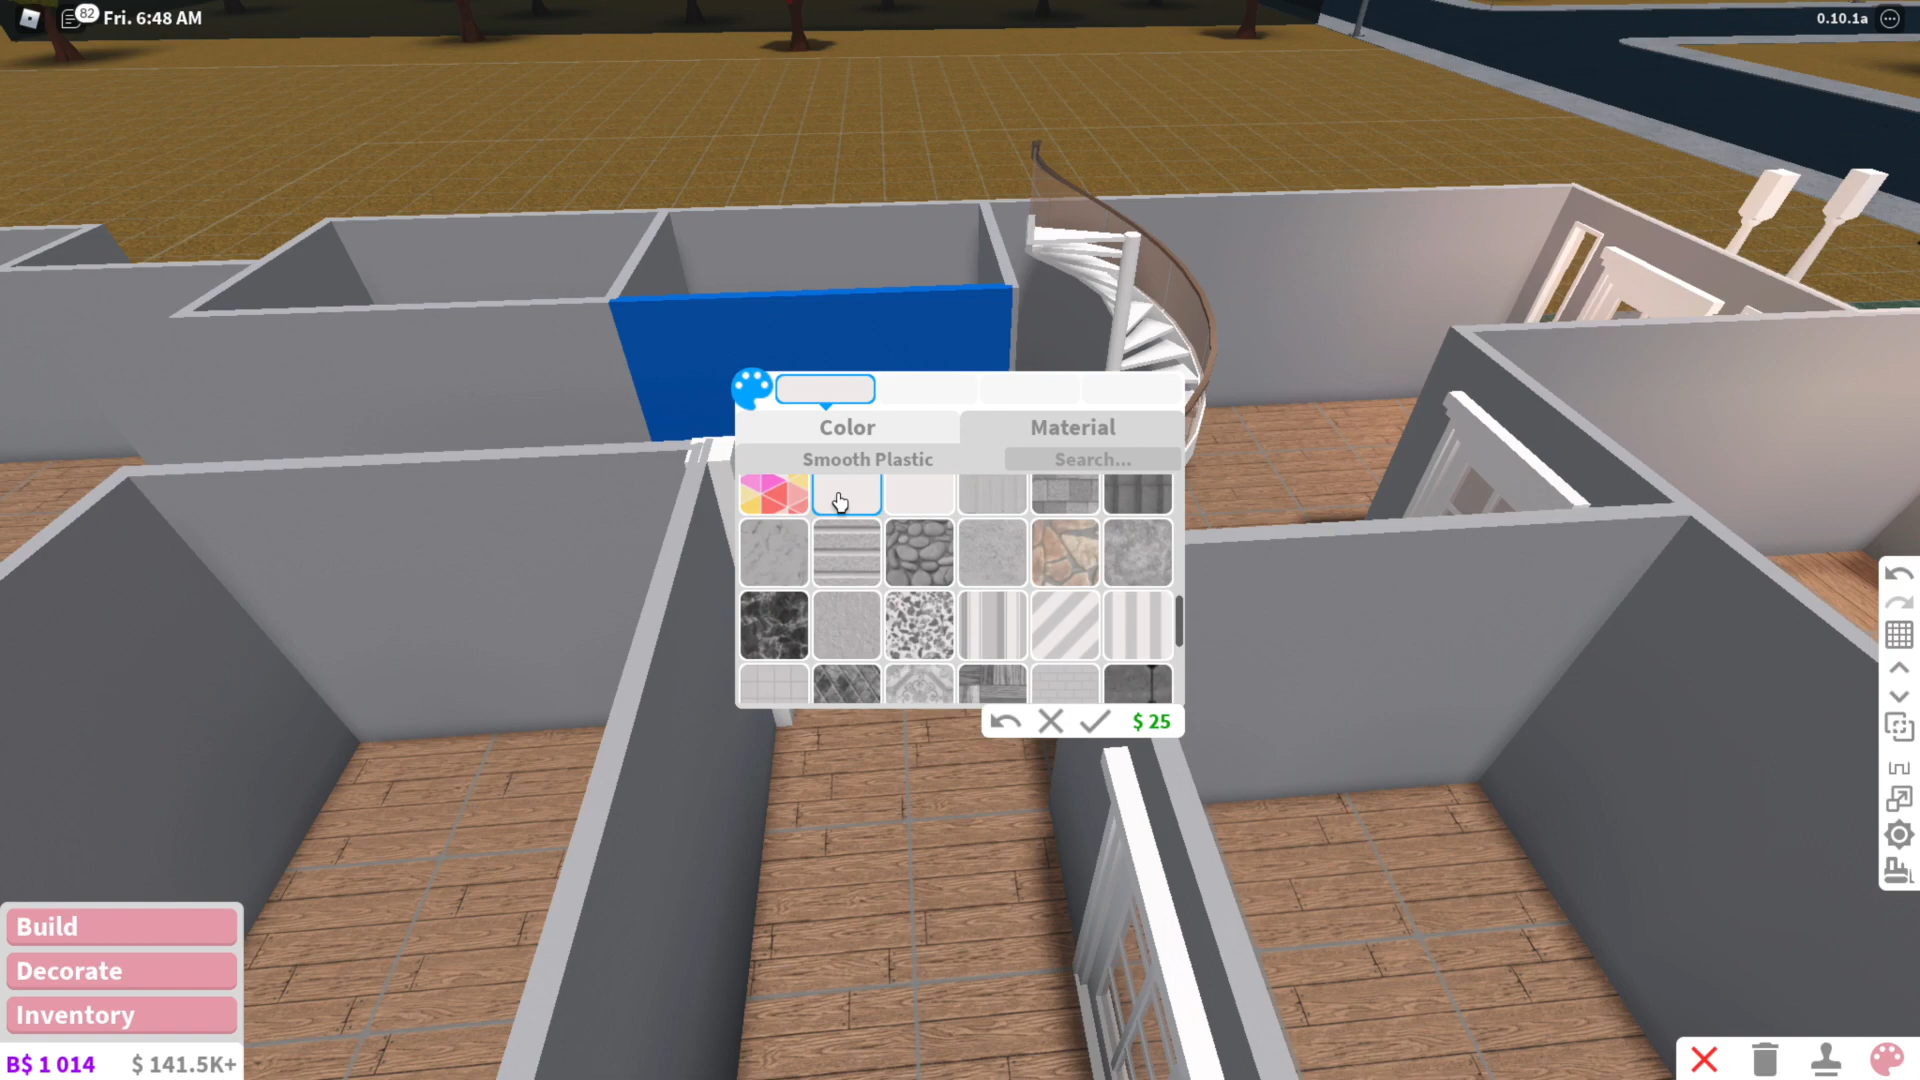 82
Fri. 6:48 AM
0.10.1a
Color
Material
Smooth Plastic
Search...
$ 25
Build
Decorate
Inventory
B$ 1 014
$ 141.5K+